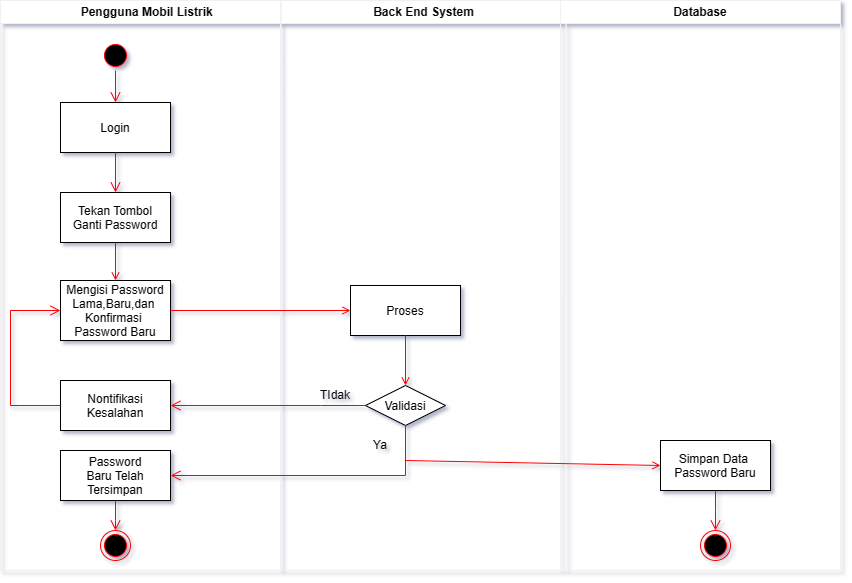 Pengguna Mobil Listrik
Back End System
Database
Login
Tekan Tombol
Ganti Password
Mengisi Password
Lama,Baru,dan
Konfirmasi
Password Baru
Proses
Nontifikasi
Kesalahan
TIdak
Validasi
Ya
Password
Baru Telah
Tersimpan
Simpan Data
Password Baru